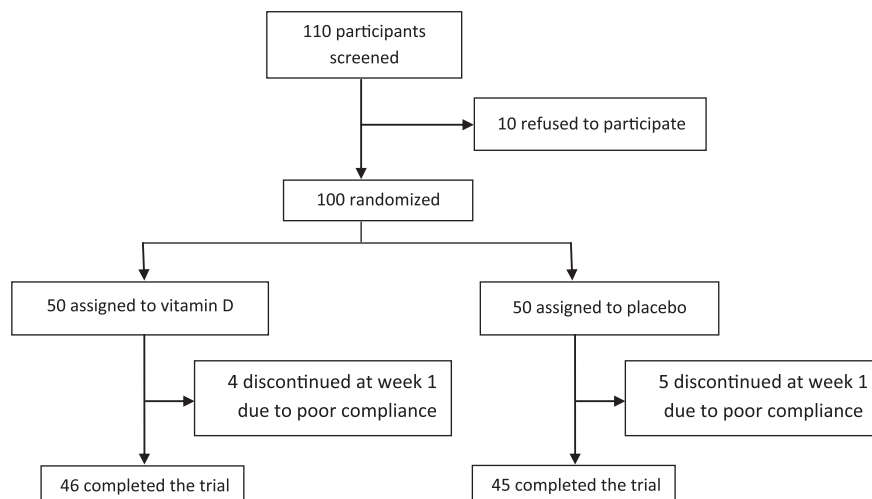 110 participants
screened
10 refused to participate
100 randomized
50 assigned to vitamin D
50 assigned to placebo
4 discontinued at week 1
due to poor compliance
5 discontinued at week 1
due to poor compliance
46 completed the trial
45 completed the trial